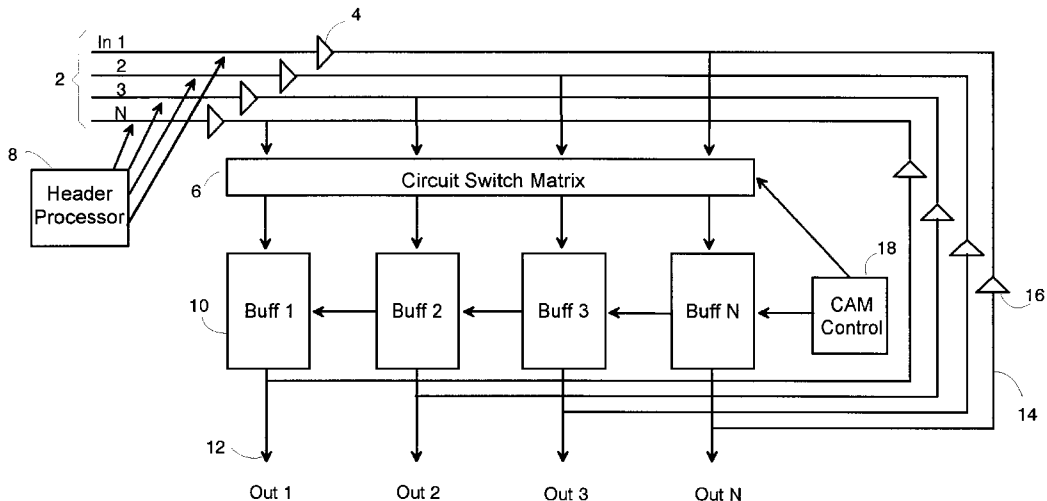 4
In 1
2
2
3
N
8
Header
Processor
6
Circuit Switch Matrix
18
10
Buff 1
Buff 2
Buff 3
Buff N
CAM
Control
16
14
12
Out 1
Out 2
Out 3
Out N